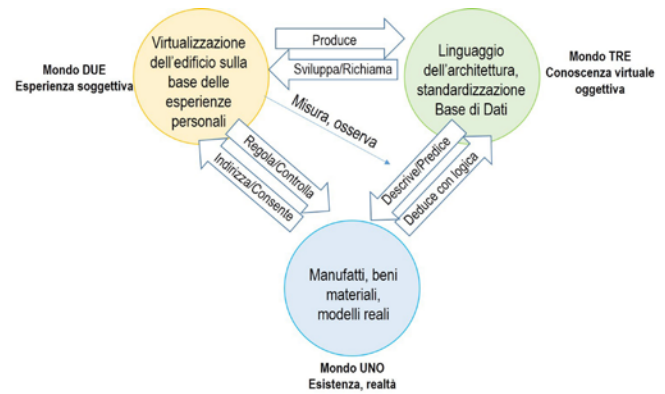 Mondo DUE
Esperienza soggettiva
Virtualizzazione
dell'edificio sulla
base delle
esperienze
personali
Produce
Sviluppa/Richiama
Linguaggio
dell'architettura,
standardizzazione
Base di Dati
Mondo TRE
Conoscenza virtuale
oggettiva
Misura, osserva
Regola/Controlla
Indirizza/Consente
Descrive/Predice
Deduce con logica
Manufatti, beni
materiali,
modelli reali
Mondo UNO
Esistenza, realtà